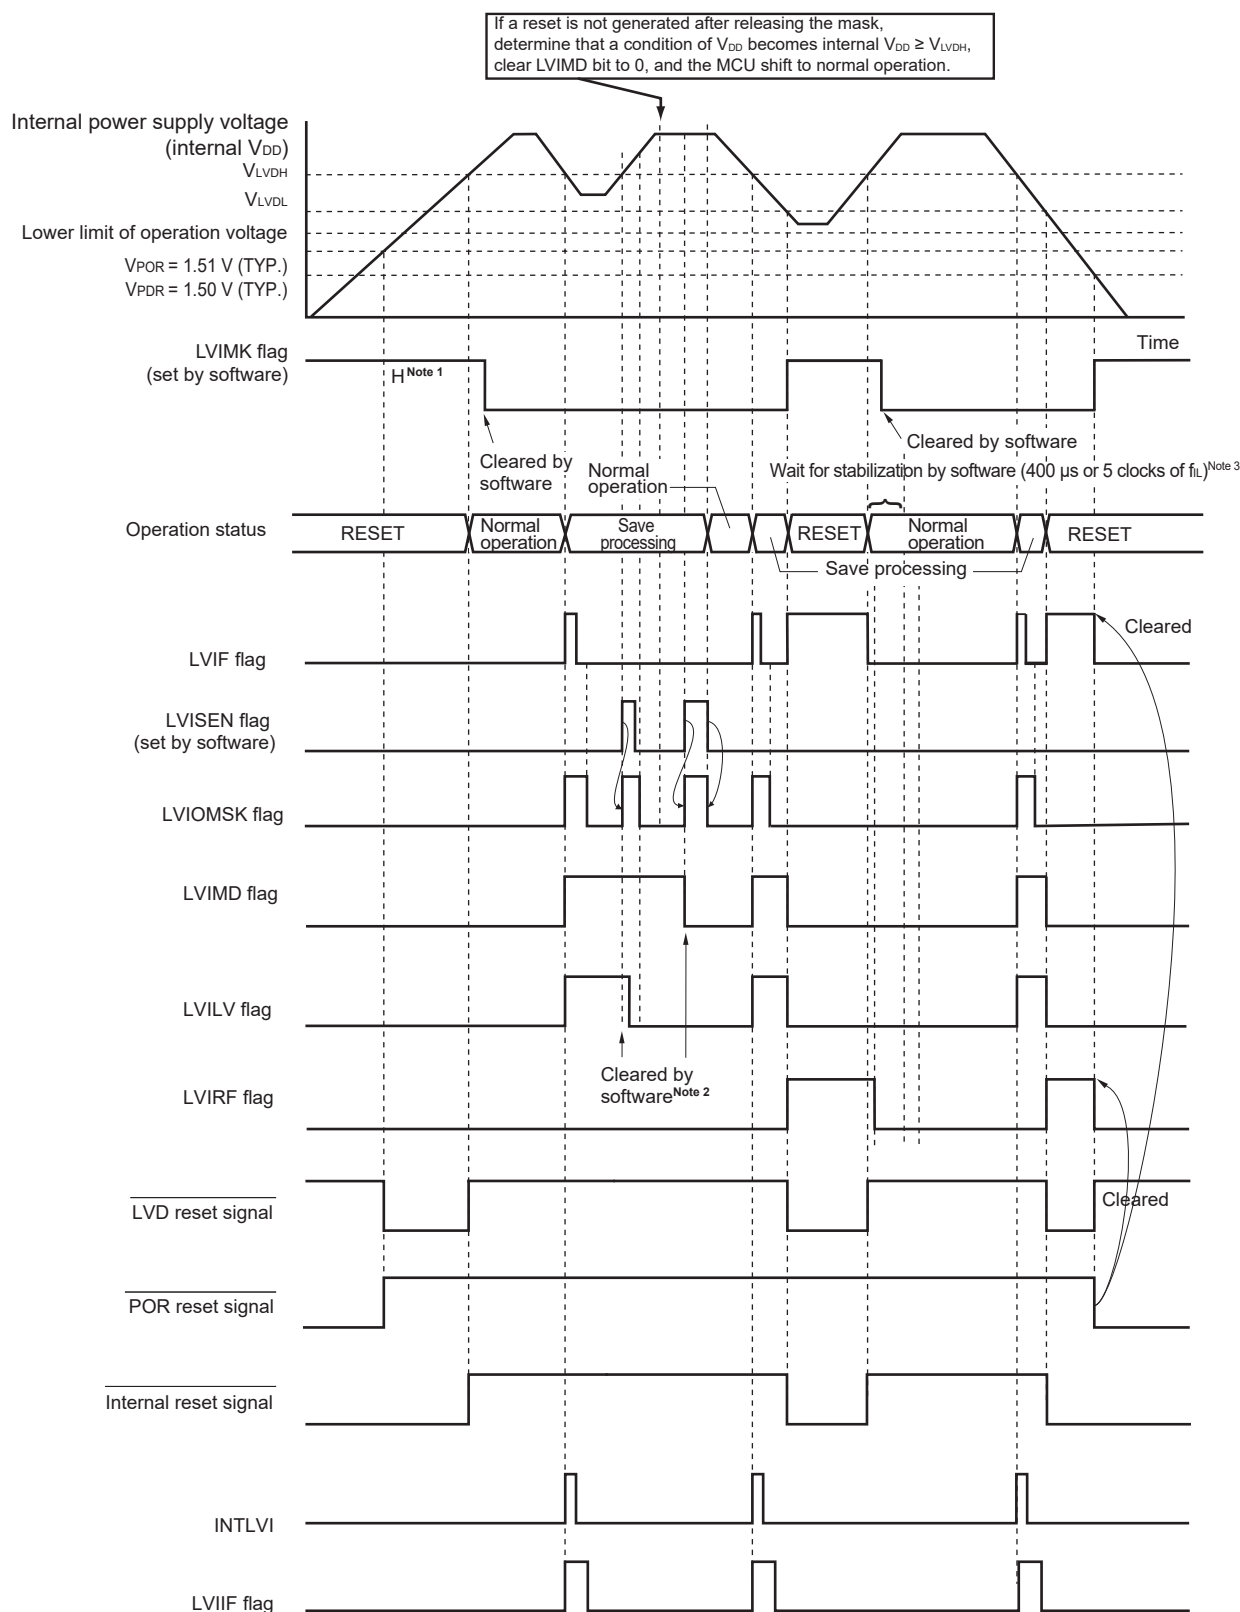 If a reset is not generated after releasing the mask,
determine that a condition of VDD becomes internal VDD ≥ VLVDH,
clear LVIMD bit to 0, and the MCU shift to normal operation.
Internal power supply voltage
(internal VDD)
VLVDH
VLVDL
Lower limit of operation voltage
VPOR = 1.51 V (TYP.)
VPDR = 1.50 V (TYP.)
Time
LVIMK flag
(set by software)
H Note 1
Cleared by
software
Cleared by software
Normal
operation
Wait for stabilization by software (400 µs or 5 clocks of fIL) Note 3
Operation status
RESET
Normal
operation
Save
processing
RESET
Normal
operation
RESET
Save processing
LVIF flag
Cleared
LVISEN flag
(set by software)
LVIOMSK flag
LVIMD flag
LVILV flag
Cleared by
software Note 2
LVIRF flag
LVD reset signal
Cleared
POR reset signal
Internal reset signal
INTLVI
LVIIF flag